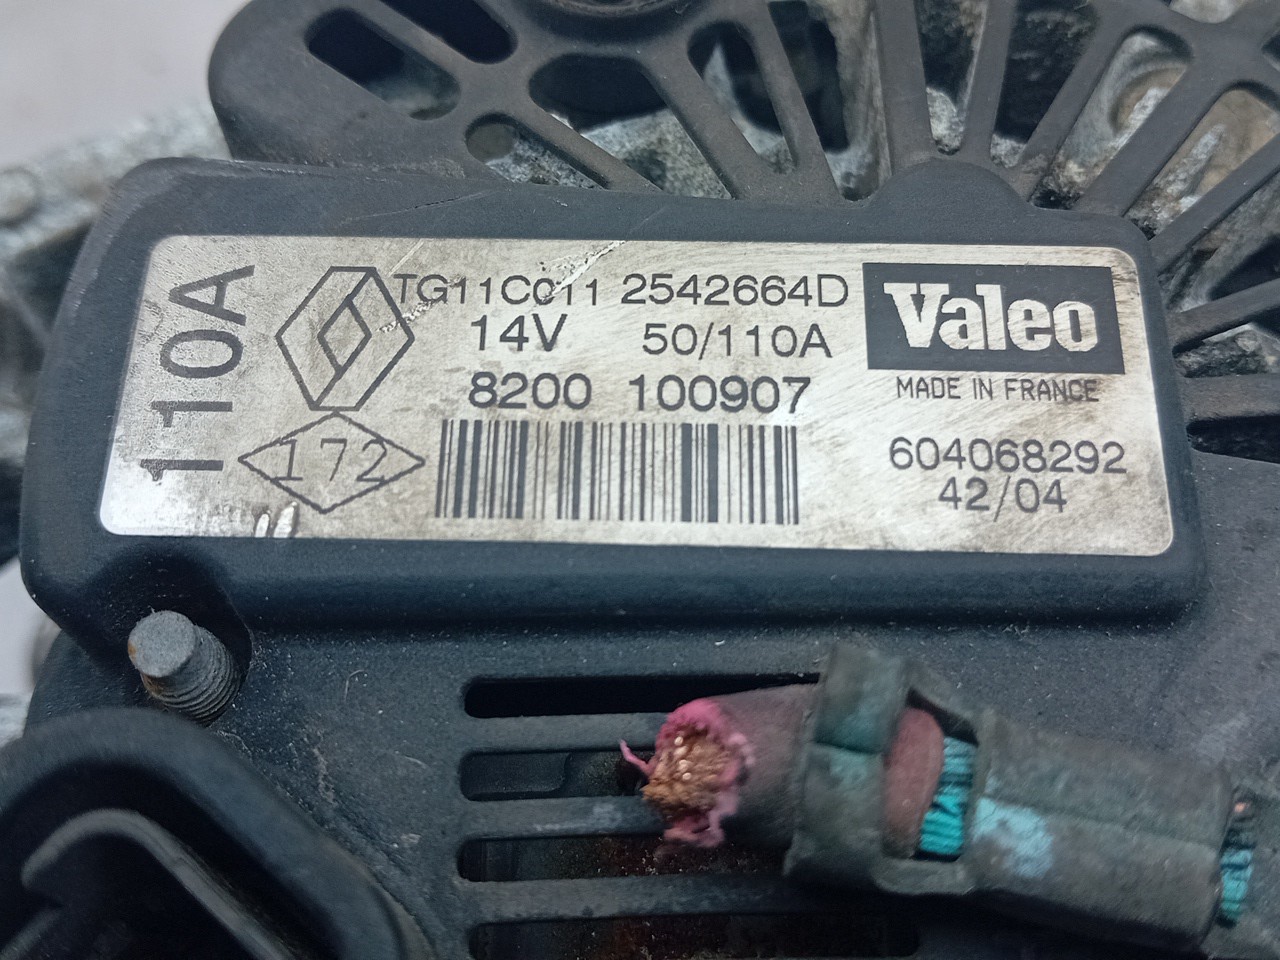 110A
TG11C011 2542664D
14V 50/110A
8200 100907
172
Valeo
MADE IN FRANCE
604068292
42/04